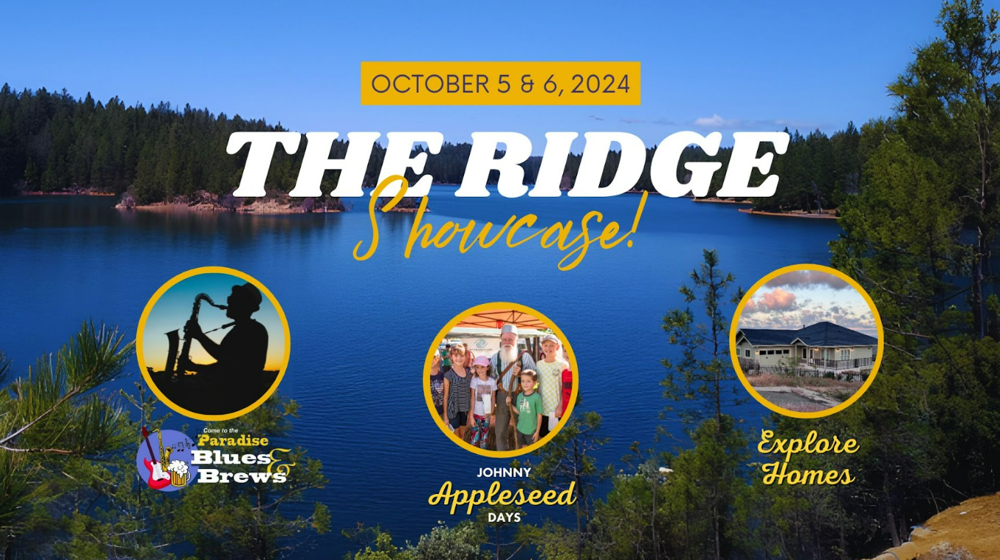 OCTOBER 5 & 6, 2024
THE RIDGE
Showcase!
Come to the
Paradise
Blues &
Brews
JOHNNY
Appleseed
DAYS
Explore
Homes